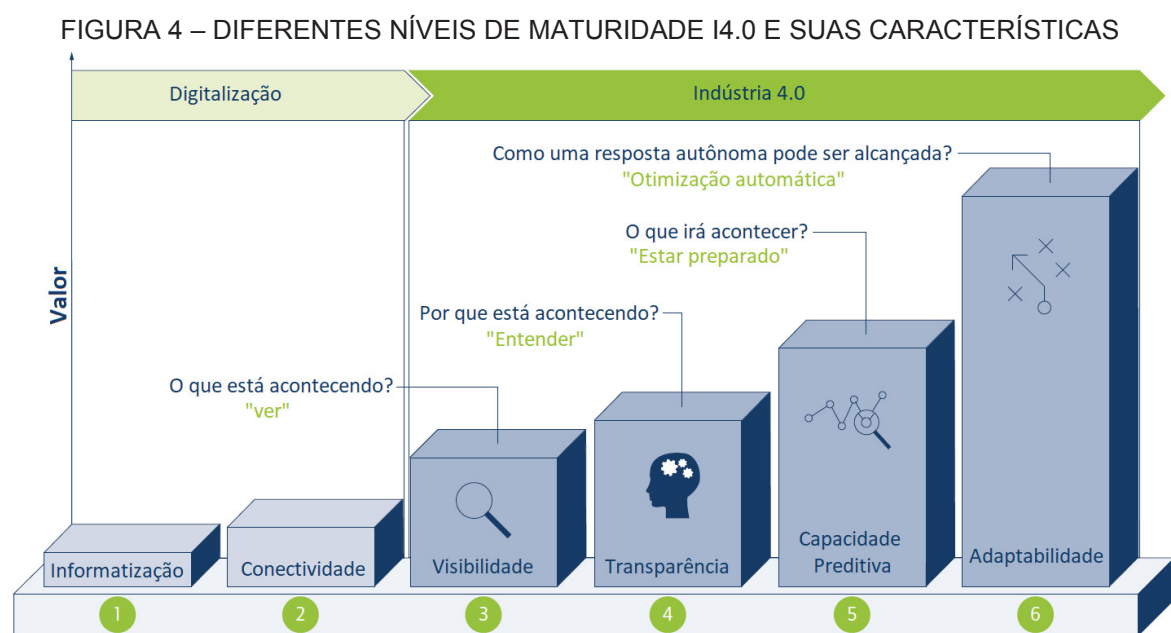 FIGURA 4 – DIFERENTES NÍVEIS DE MATURIDADE I4.0 E SUAS CARACTERÍSTICAS
Digitalização
Indústria 4.0
Como uma resposta autônoma pode ser alcançada?
"Otimização automática"
O que irá acontecer?
"Estar preparado"
Por que está acontecendo?
"Entender"
O que está acontecendo?
"ver"
Valor
Informatização
Conectividade
Visibilidade
Transparência
Capacidade
Preditiva
Adaptabilidade
1
2
3
4
5
6